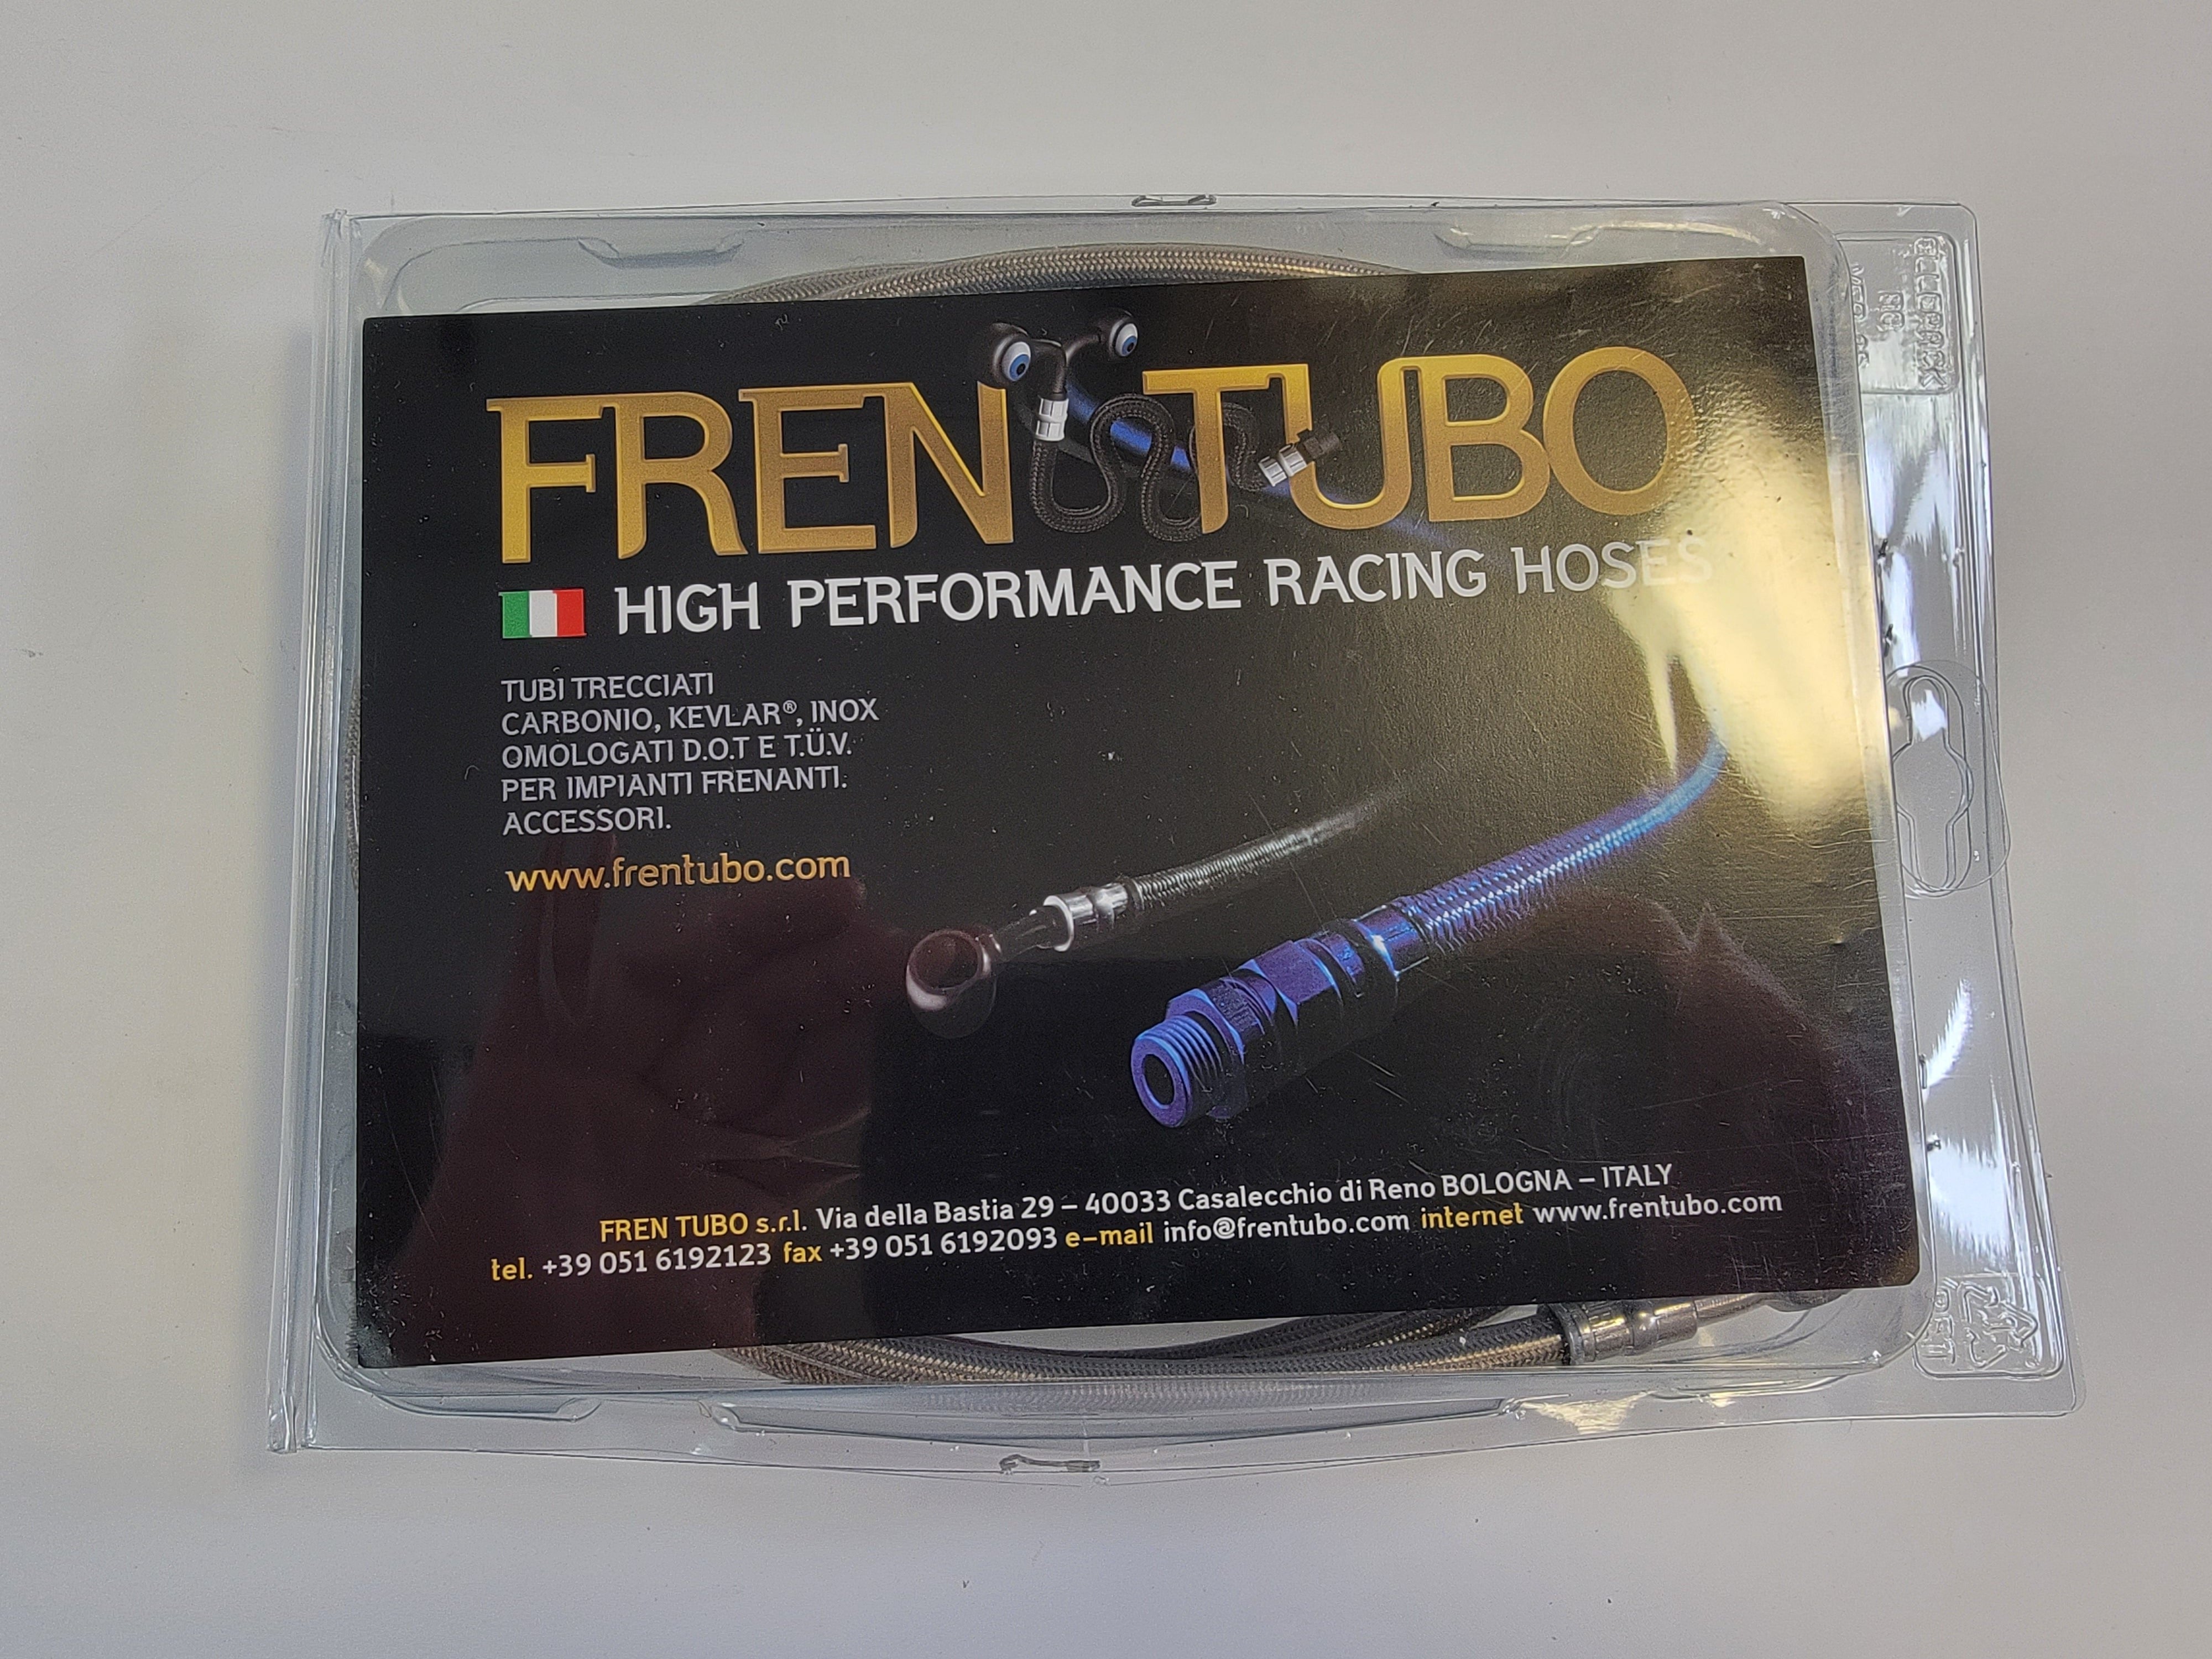 FREN TUBO
HIGH PERFORMANCE RACING HOSES
TUBI TRECCIATI
CARBONIO, KEVLAR®, INOX
OMOLOGATI D.O.T E T.Ü.V.
PER IMPIANTI FRENANTI.
ACCESSORI.
www.frentubo.com
FREN TUBO s.r.l. Via della Bastia 29 – 40033 Casalecchio di Reno BOLOGNA – ITALY
tel. +39 051 6192123 fax +39 051 6192093 e-mail info@frentubo.com internet www.frentubo.com